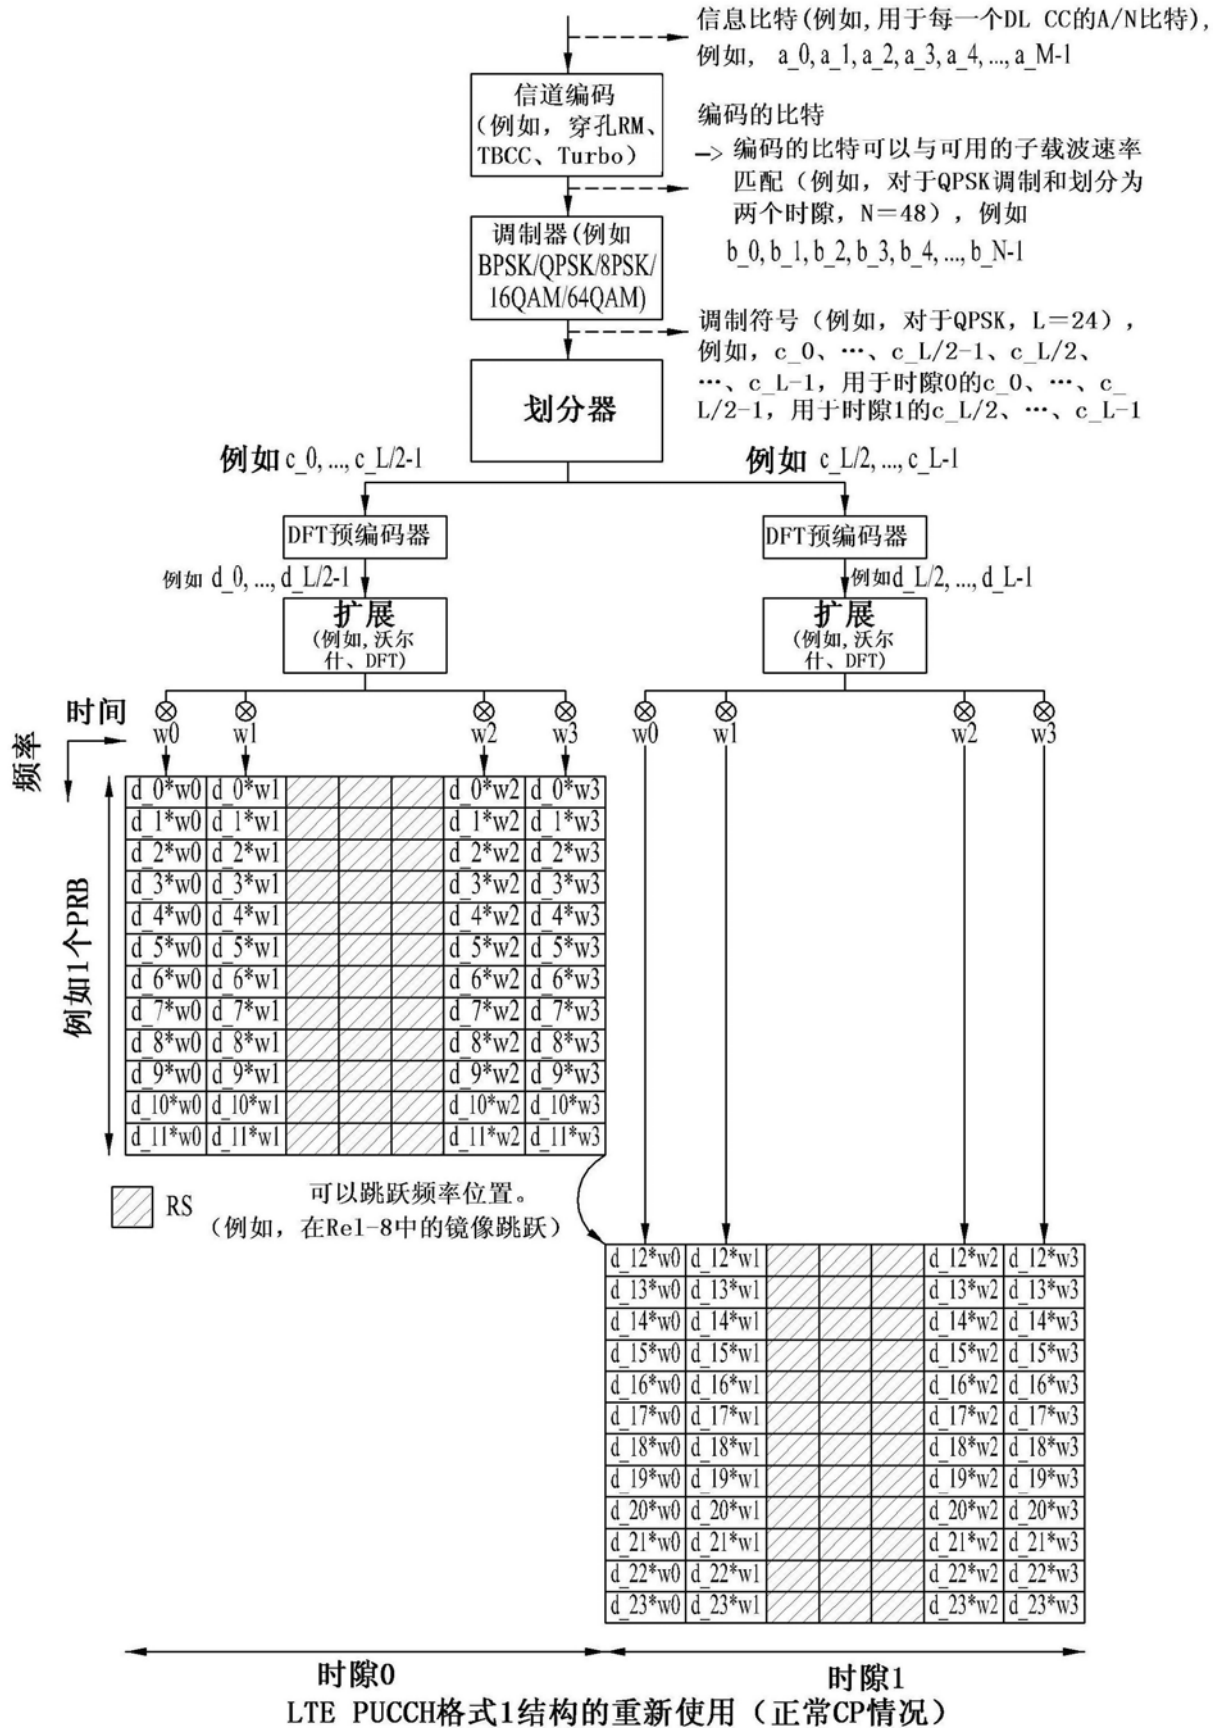 信息比特(例如,用于每一个DL CC的A/N比特),
例如, a_0, a_1, a_2, a_3, a_4, ..., a_M-1
信道编码
(例如, 穿孔RM、
TBCC、Turbo)
编码的比特
—> 编码的比特可以与可用的子载波速率
匹配（例如, 对于QPSK调制和划分为
两个时隙, N＝48）, 例如
b_0, b_1, b_2, b_3, b_4, ..., b_N-1
调制器(例如
BPSK/QPSK/8PSK/
16QAM/64QAM)
调制符号（例如, 对于QPSK, L＝24）,
例如, c_0、…、c_L/2-1、c_L/2、
…、c_L-1, 用于时隙0的c_0、…、c_
L/2-1, 用于时隙1的c_L/2、…、c_L-1
划分器
例如 c_0, ..., c_L/2-1 例如 c_L/2, ..., c_L-1
DFT预编码器 DFT预编码器
例如 d_0, ..., d_L/2-1 例如d_L/2, ..., d_L-1
扩展 扩展
(例如,沃尔 (例如,沃尔
什、DFT) 什、DFT)
时间
w0 w1 w2 w3 w0 w1 w2 w3
频率
例如1个PRB
d_0*w0 d_0*w1 d_0*w2 d_0*w3
d_1*w0 d_1*w1 d_1*w2 d_1*w3
d_2*w0 d_2*w1 d_2*w2 d_2*w3
d_3*w0 d_3*w1 d_3*w2 d_3*w3
d_4*w0 d_4*w1 d_4*w2 d_4*w3
d_5*w0 d_5*w1 d_5*w2 d_5*w3
d_6*w0 d_6*w1 d_6*w2 d_6*w3
d_7*w0 d_7*w1 d_7*w2 d_7*w3
d_8*w0 d_8*w1 d_8*w2 d_8*w3
d_9*w0 d_9*w1 d_9*w2 d_9*w3
d_10*w0 d_10*w1 d_10*w2 d_10*w3
d_11*w0 d_11*w1 d_11*w2 d_11*w3
RS
可以跳跃频率位置。
(例如, 在Rel-8中的镜像跳跃)
d_12*w0 d_12*w1 d_12*w2 d_12*w3
d_13*w0 d_13*w1 d_13*w2 d_13*w3
d_14*w0 d_14*w1 d_14*w2 d_14*w3
d_15*w0 d_15*w1 d_15*w2 d_15*w3
d_16*w0 d_16*w1 d_16*w2 d_16*w3
d_17*w0 d_17*w1 d_17*w2 d_17*w3
d_18*w0 d_18*w1 d_18*w2 d_18*w3
d_19*w0 d_19*w1 d_19*w2 d_19*w3
d_20*w0 d_20*w1 d_20*w2 d_20*w3
d_21*w0 d_21*w1 d_21*w2 d_21*w3
d_22*w0 d_22*w1 d_22*w2 d_22*w3
d_23*w0 d_23*w1 d_23*w2 d_23*w3
时隙0 时隙1
LTE PUCCH格式1结构的重新使用（正常CP情况）